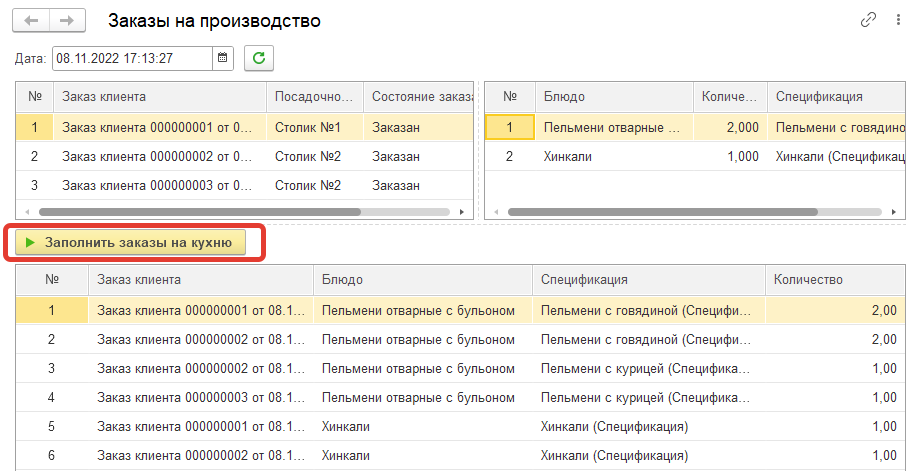 Заказы на производство
Дата: 08.11.2022 17:13:27
№ Заказ клиента Посадочно... Состояние заказа
1 Заказ клиента 000000001 от 0... Столик №1 Заказан
2 Заказ клиента 000000002 от 0... Столик №2 Заказан
3 Заказ клиента 000000003 от 0... Столик №2 Заказан
№ Блюдо Количе... Спецификация
1 Пельмени отварные ... 2,000 Пельмени с говядино
2 Хинкали 1,000 Хинкали (Спецификац
Заполнить заказы на кухню
№ Заказ клиента Блюдо Спецификация Количество
1 Заказ клиента 000000001 от 08.1... Пельмени отварные с бульоном Пельмени с говядиной (Специфи... 2,00
2 Заказ клиента 000000002 от 08.1... Пельмени отварные с бульоном Пельмени с говядиной (Специфи... 2,00
3 Заказ клиента 000000002 от 08.1... Пельмени отварные с бульоном Пельмени с курицей (Специфика... 1,00
4 Заказ клиента 000000003 от 08.1... Пельмени отварные с бульоном Пельмени с курицей (Специфика... 1,00
5 Заказ клиента 000000001 от 08.1... Хинкали Хинкали (Спецификация) 1,00
6 Заказ клиента 000000002 от 08.1... Хинкали Хинкали (Спецификация) 1,00